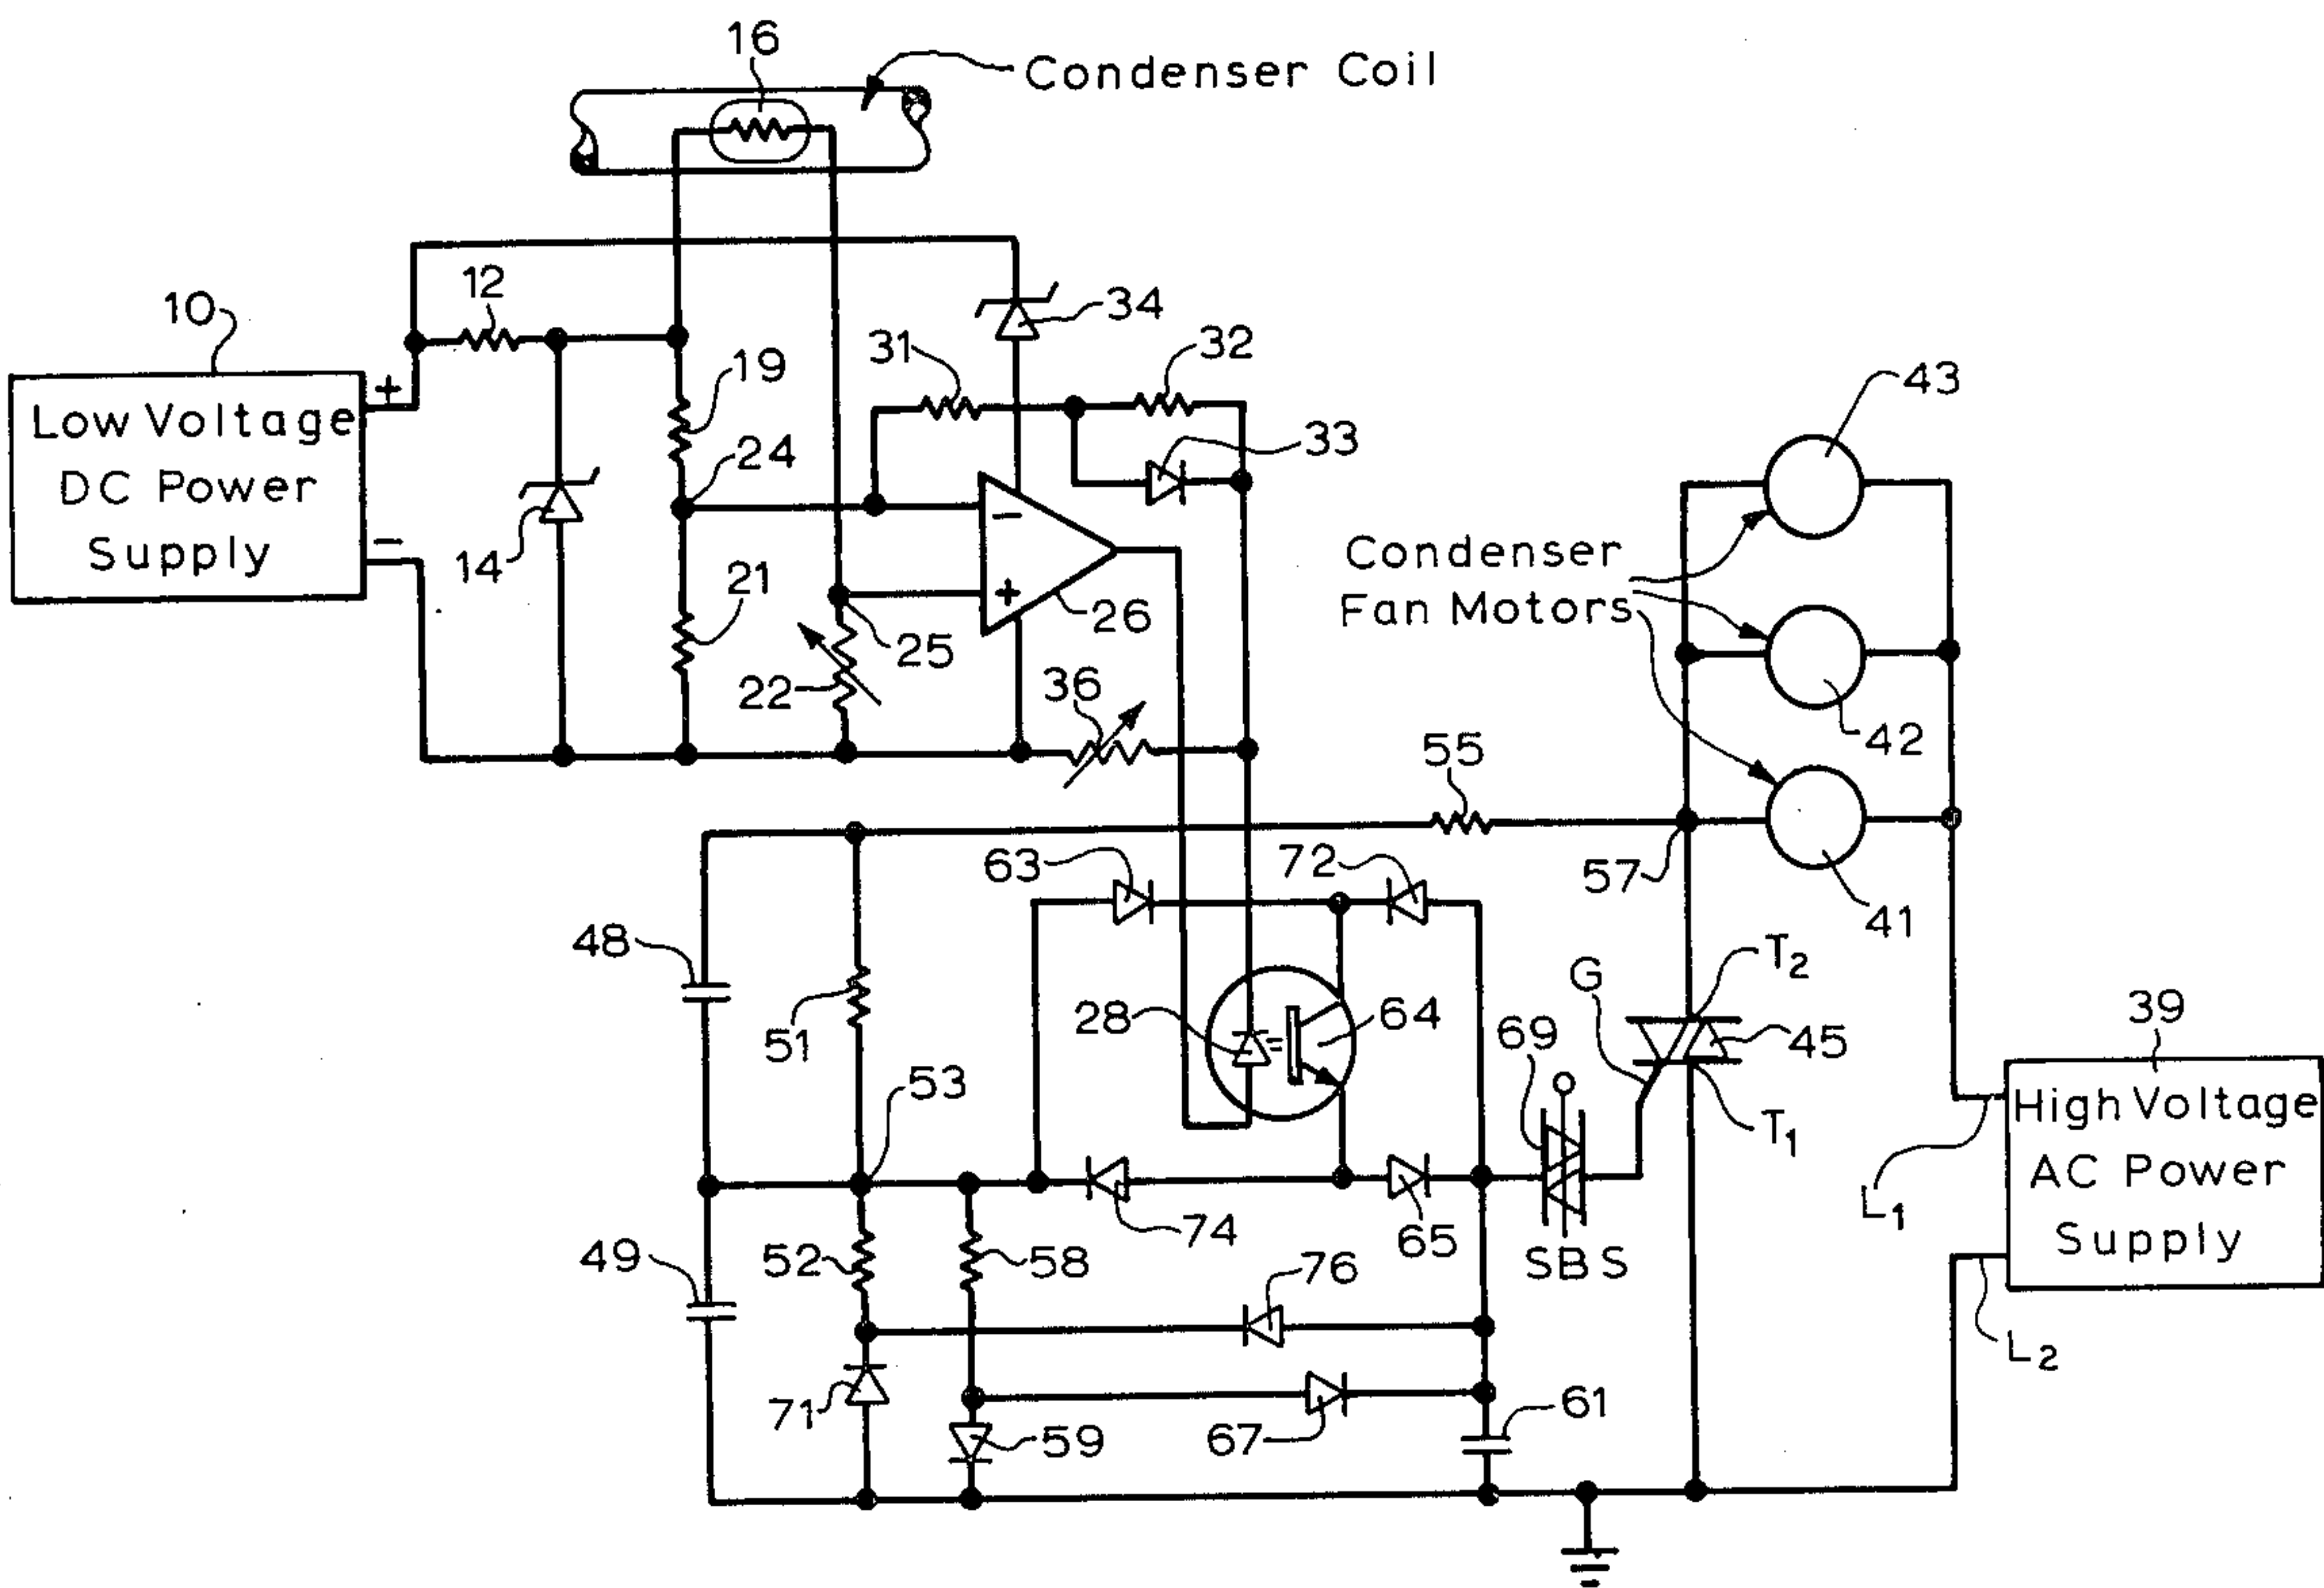 16
Condenser Coil
10
12
34
31
32
19
33
43
+
Low Voltage
DC Power
Supply
−
24
14
−
+
26
21
25
22
36
Condenser
Fan Motors
42
55
63
72
57
41
48
51
28
64
69
G
T2
45
T1
39
High Voltage
AC Power
Supply
L1
L2
53
74
65
SBS
49
52
58
76
71
59
67
61